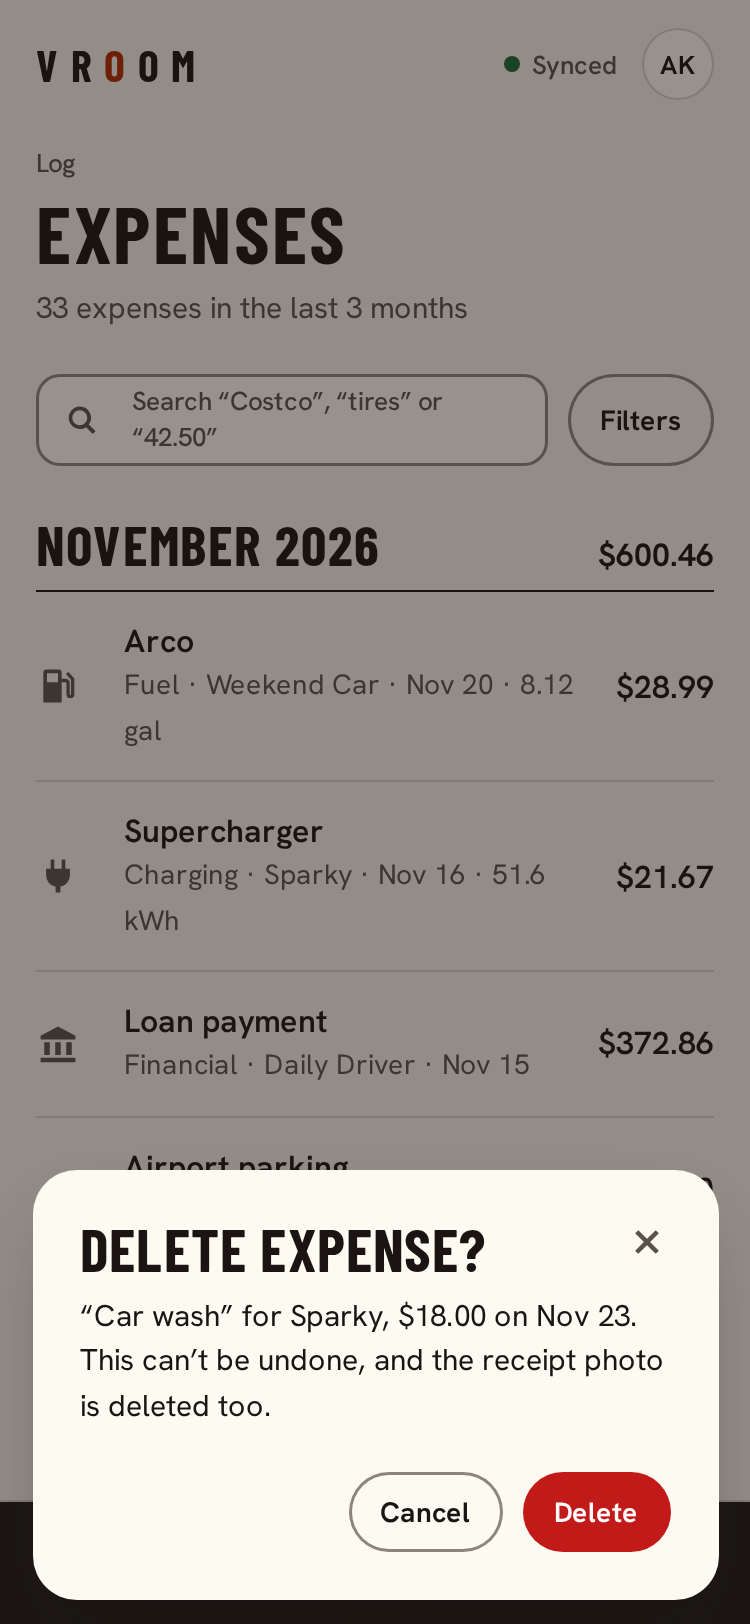 VROOM
Synced
AK
Log
EXPENSES
33 expenses in the last 3 months
Search “Costco”, “tires” or
“42.50”
Filters
NOVEMBER 2026
$600.46
Arco
Fuel · Weekend Car · Nov 20 · 8.12
gal
$28.99
Supercharger
Charging · Sparky · Nov 16 · 51.6
kWh
$21.67
Loan payment
Financial · Daily Driver · Nov 15
$372.86
Airport parking
DELETE EXPENSE?
“Car wash” for Sparky, $18.00 on Nov 23.
This can’t be undone, and the receipt photo
is deleted too.
Cancel
Delete